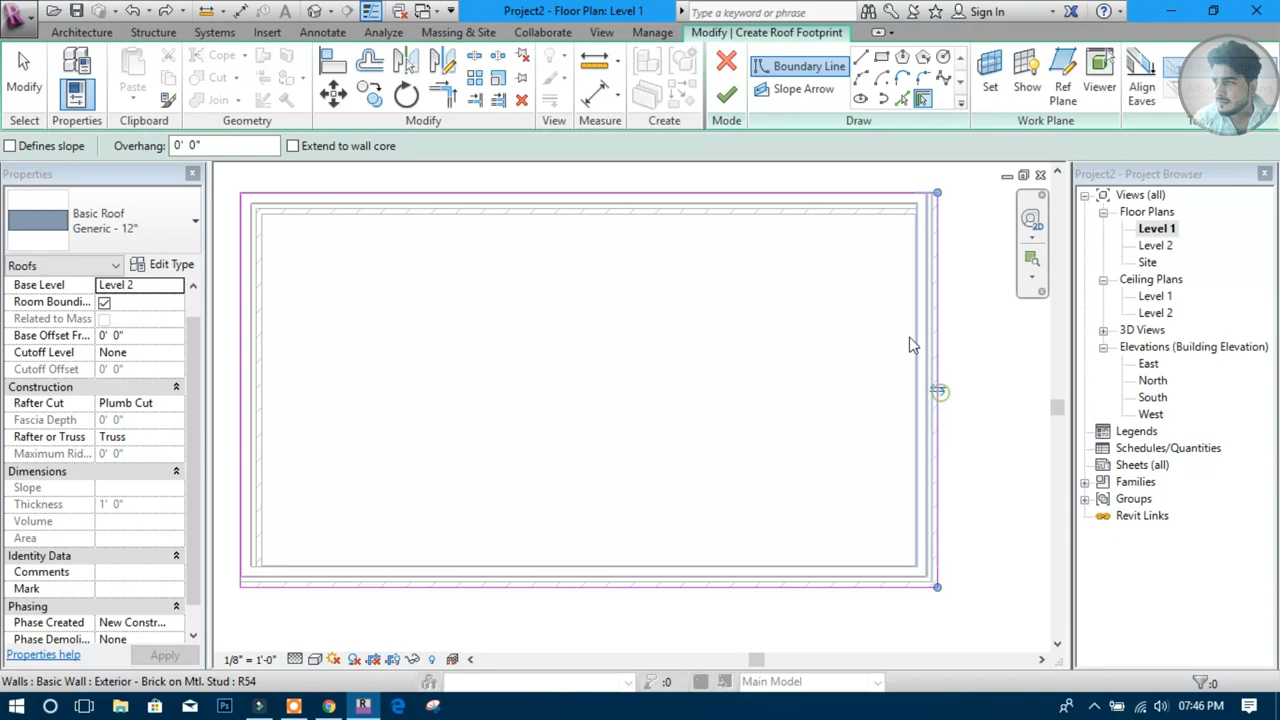 Project2 - Floor Plan: Level 1
Type a keyword or phrase
Sign In
Architecture
Structure
Systems
Insert
Annotate
Analyze
Massing & Site
Collaborate
View
Manage
Modify | Create Roof Footprint
Modify
Paste
Cope
Cut
Join
Boundary Line
Slope Arrow
Set
Show
Ref
Plane
Viewer
Align
Eaves
Select
Properties
Clipboard
Geometry
Modify
View
Measure
Create
Mode
Draw
Work Plane
Defines slope
Overhang:
0' 0"
Extend to wall core
Properties
Basic Roof
Generic - 12"
Roofs
Edit Type
Base Level
Level 2
Room Boundi...
Related to Mass
Base Offset Fr...
0' 0"
Cutoff Level
None
Cutoff Offset
0' 0"
Construction
Rafter Cut
Plumb Cut
Fascia Depth
0' 0"
Rafter or Truss
Truss
Maximum Rid...
0' 0"
Dimensions
Slope
Thickness
1' 0"
Volume
Area
Identity Data
Comments
Mark
Phasing
Phase Created
New Constr...
Phase Demoli...
None
Properties help
Apply
2D
Project2 - Project Browser
Views (all)
Floor Plans
Level 1
Level 2
Site
Ceiling Plans
Level 1
Level 2
3D Views
Elevations (Building Elevation)
East
North
South
West
Legends
Schedules/Quantities
Sheets (all)
Families
Groups
Revit Links
1/8" = 1'-0"
Walls : Basic Wall : Exterior - Brick on Mtl. Stud : R54
:0
Main Model
:0
07:46 PM